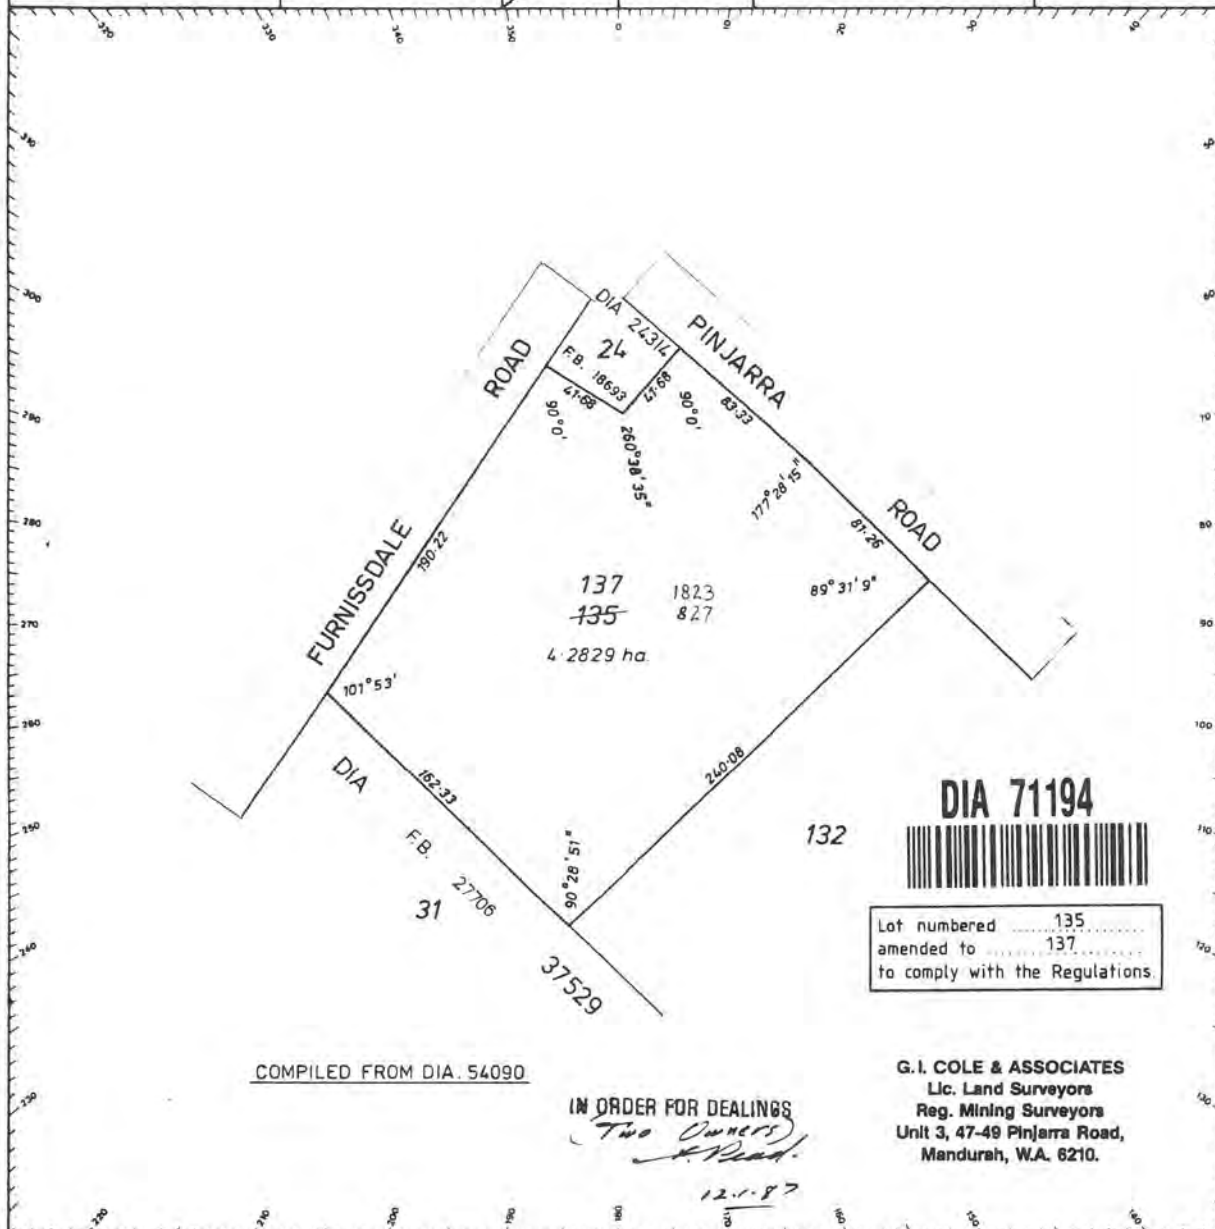 DIA 24314
PINJARRA ROAD
24
F.B. 18693
FURNISSDALE ROAD
41·68
41·68
90°0'
90°0'
260°38'35"
83·33
177°28'15"
81·26
89°31'9"
190·22
137
135
1823
827
4·2829 ha.
101°53'
162·33
240·08
90°28'51"
DIA 37529
F.B. 27706
31
132
DIA 71194
Lot numbered 135
amended to 137
to comply with the Regulations.
COMPILED FROM DIA. 54090
IN ORDER FOR DEALINGS
(Two Owners)
12.1.87
G.I. COLE & ASSOCIATES
Lic. Land Surveyors
Reg. Mining Surveyors
Unit 3, 47-49 Pinjarra Road,
Mandurah, W.A. 6210.